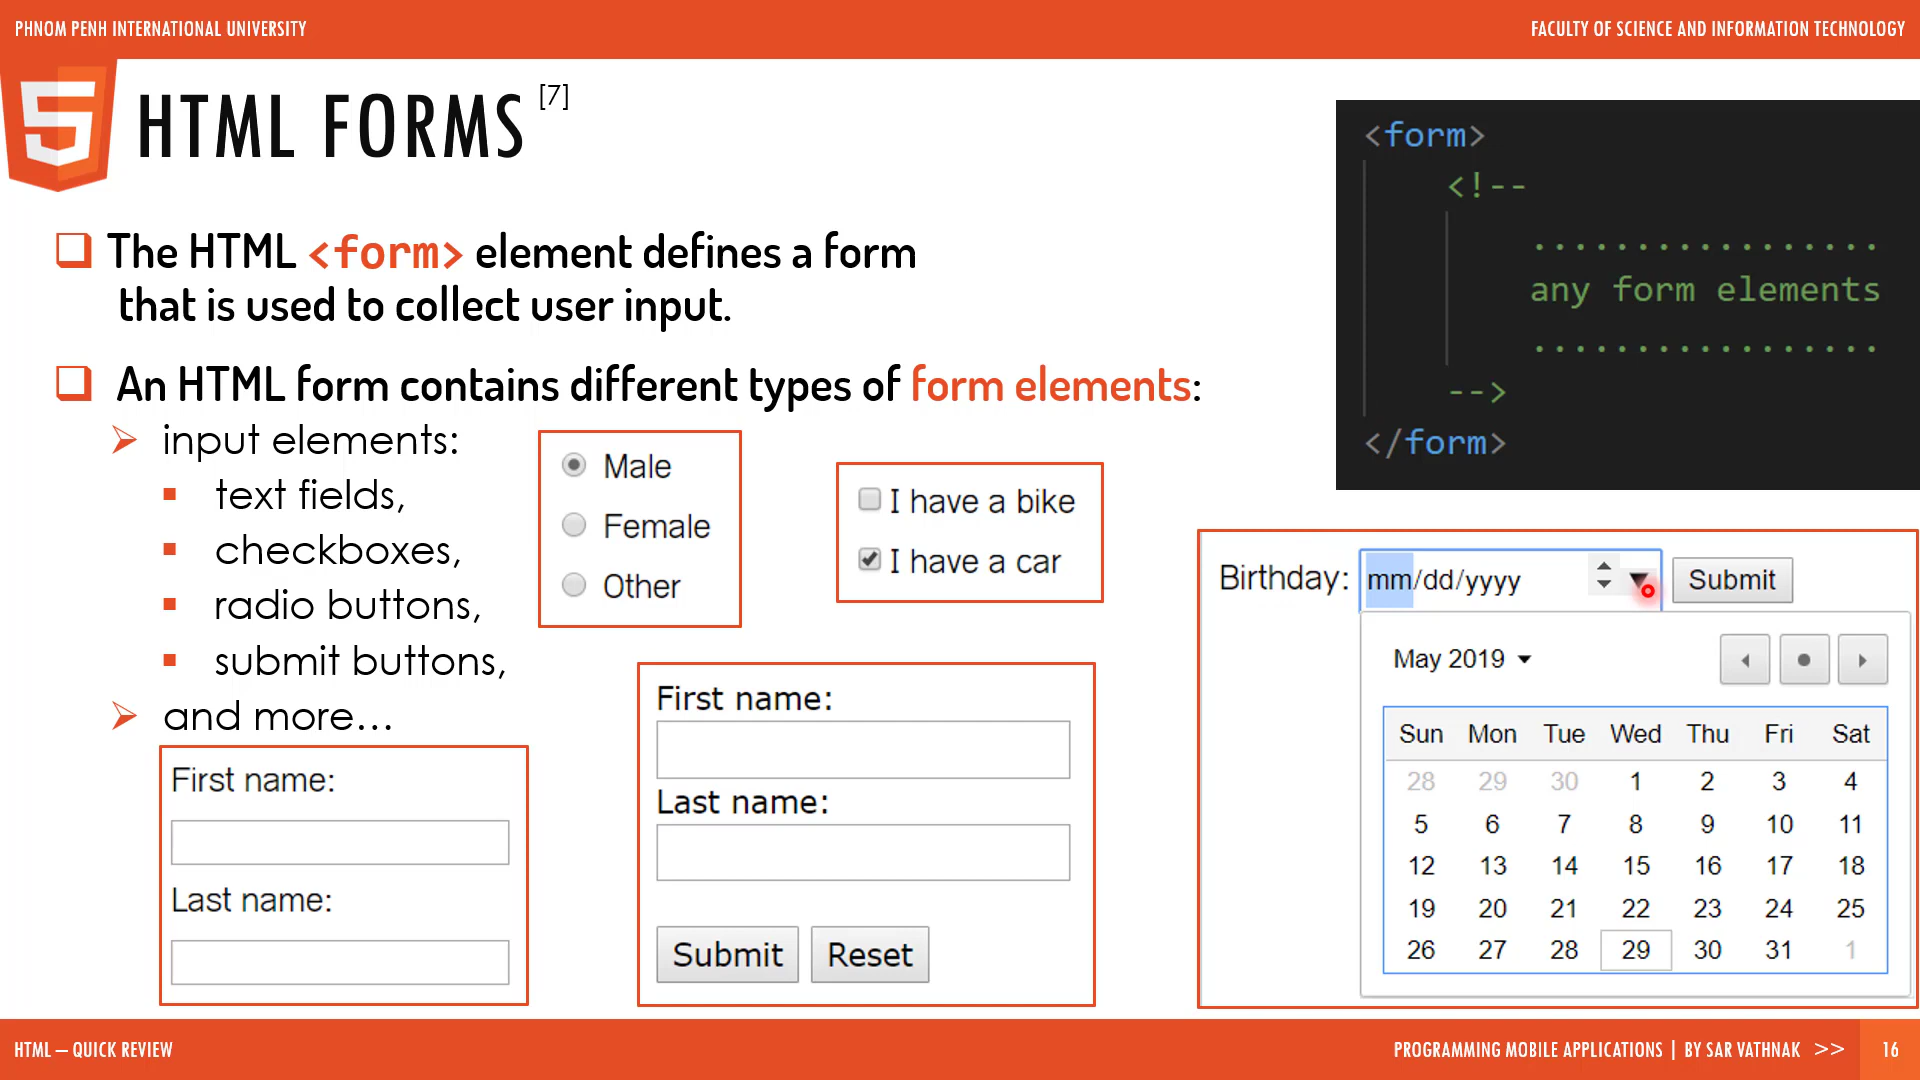 PHNOM PENH INTERNATIONAL UNIVERSITY
FACULTY OF SCIENCE AND INFORMATION TECHNOLOGY
5
HTML FORMS [7]
The HTML <form> element defines a form
that is used to collect user input.
An HTML form contains different types of form elements:
input elements:
text fields,
checkboxes,
radio buttons,
submit buttons,
and more...
<form>
<!--
.................
any form elements
.................
-->
</form>
Male
Female
Other
I have a bike
I have a car
First name:
Last name:
First name:
Last name:
Submit Reset
Birthday: mm/dd/yyyy Submit
May 2019
Sun Mon Tue Wed Thu Fri Sat
28 29 30 1 2 3 4
5 6 7 8 9 10 11
12 13 14 15 16 17 18
19 20 21 22 23 24 25
26 27 28 29 30 31 1
HTML – QUICK REVIEW
PROGRAMMING MOBILE APPLICATIONS | BY SAR VATHNAK >> 16